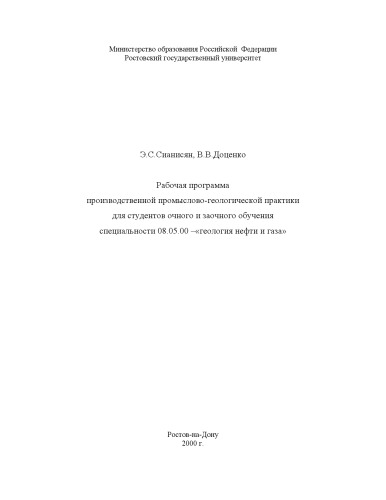 Министерство образования Российской Федерации
Ростовский государственный университет
Э.С.Сианисян, В.В.Доценко
Рабочая программа
производственной промыслово-геологической практики
для студентов очного и заочного обучения
специальности 08.05.00 –«геология нефти и газа»
Ростов-на-Дону
2000 г.